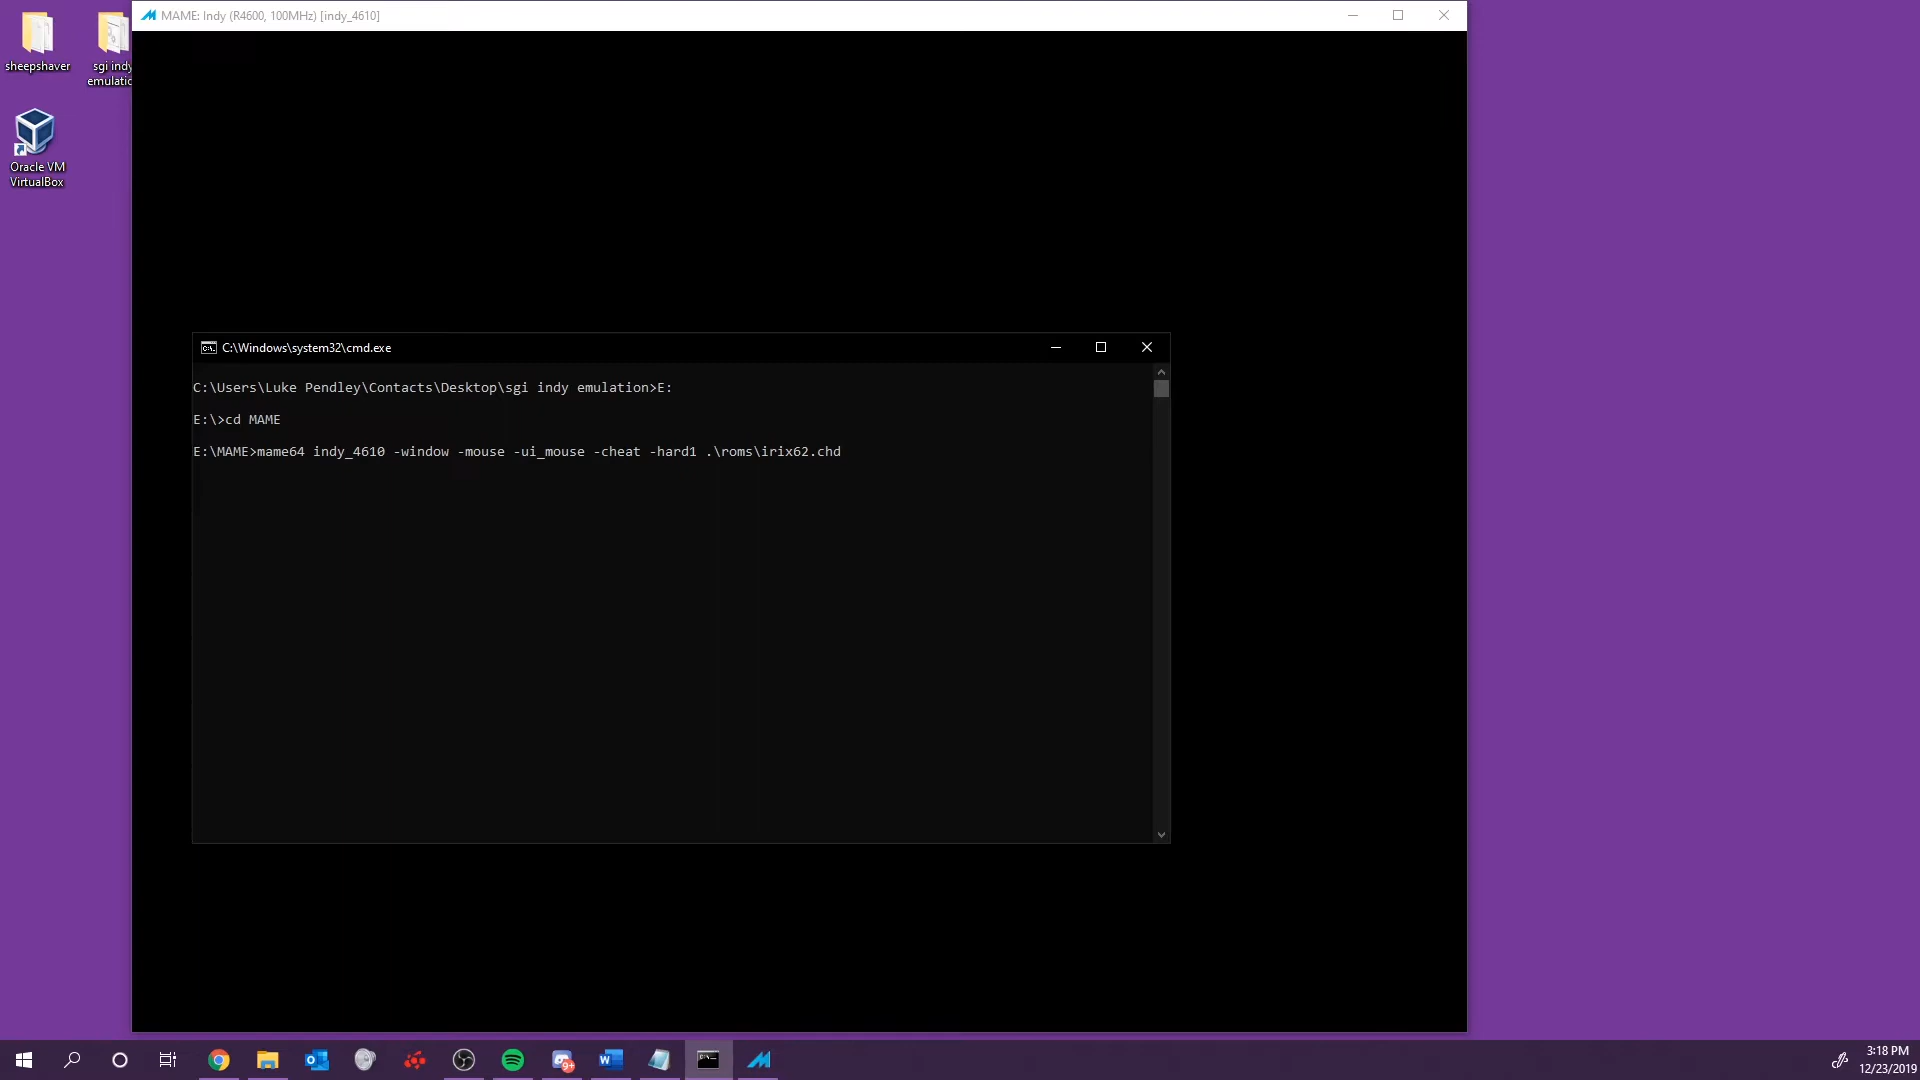 MAME: Indy (R4600, 100MHz) [indy_4610]
sheepshaver
sgi indy
emulatio
Oracle VM
VirtualBox
C:\Windows\system32\cmd.exe
C:\Users\Luke Pendley\Contacts\Desktop\sgi indy emulation>E:
E:\>cd MAME
E:\MAME>mame64 indy_4610 -window -mouse -ui_mouse -cheat -hard1 .\roms\irix62.chd
9+
3:18 PM
12/23/2019